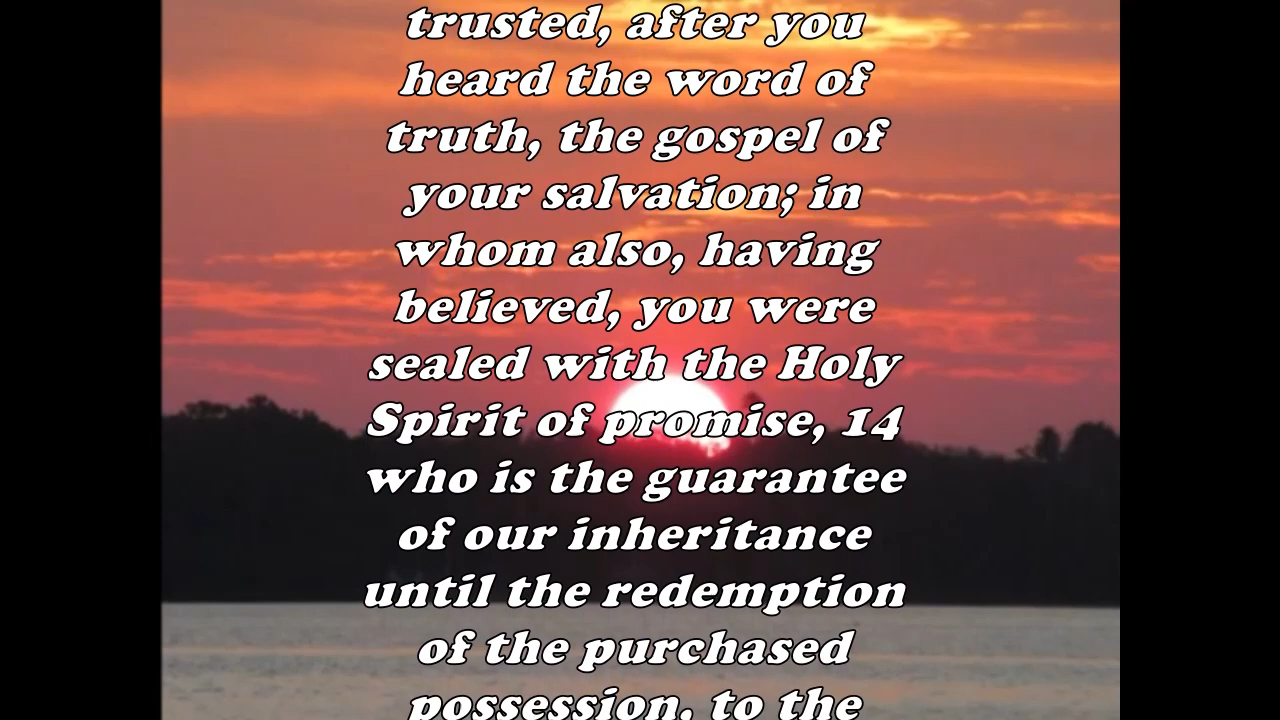 trusted, after you
heard the word of
truth, the gospel of
your salvation; in
whom also, having
believed, you were
sealed with the Holy
Spirit of promise, 14
who is the guarantee
of our inheritance
until the redemption
of the purchased
possession, to the